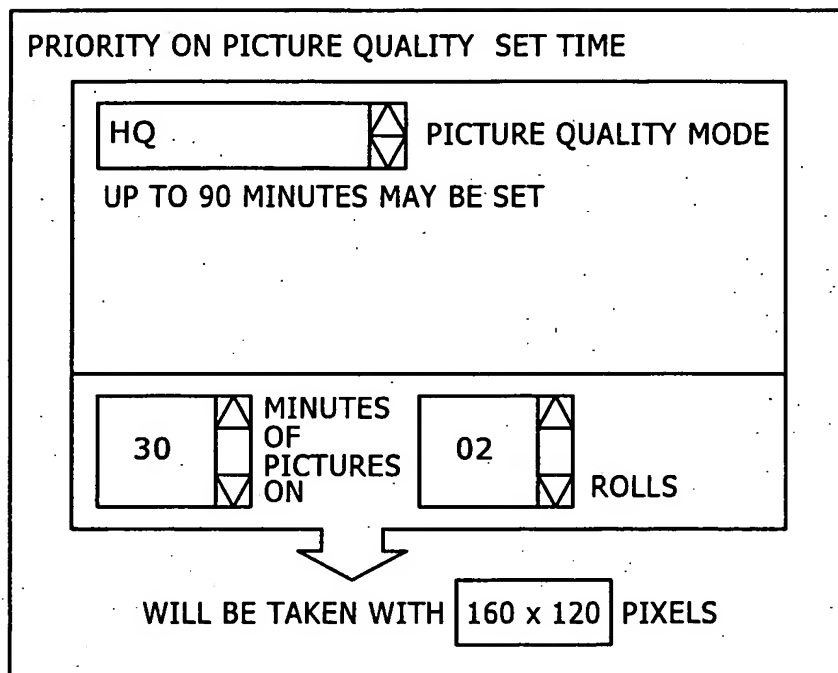 PRIORITY ON PICTURE QUALITY SET TIME
HQ
PICTURE QUALITY MODE
UP TO 90 MINUTES MAY BE SET
30
MINUTES
OF
PICTURES
ON
02
ROLLS
WILL BE TAKEN WITH 160 x 120 PIXELS